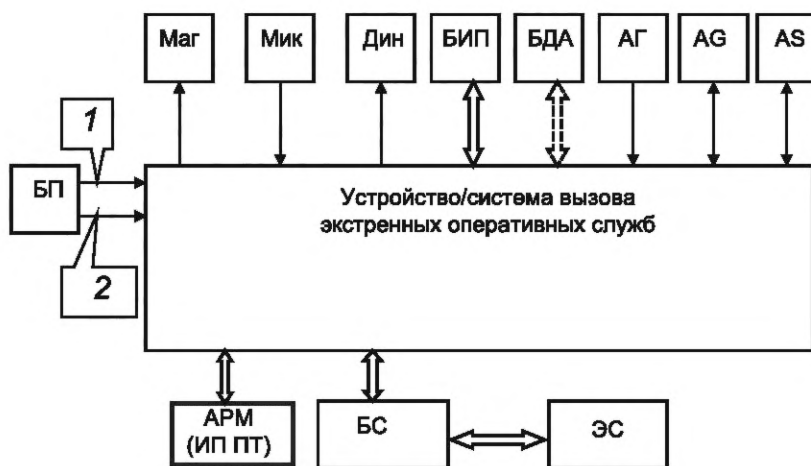 Маг
Мик
Дин
БИП
БДА
АГ
AG
AS
1
БП
2
Устройство/система вызова
экстренных оперативных служб
АРМ
(ИП ПТ)
БС
ЭС